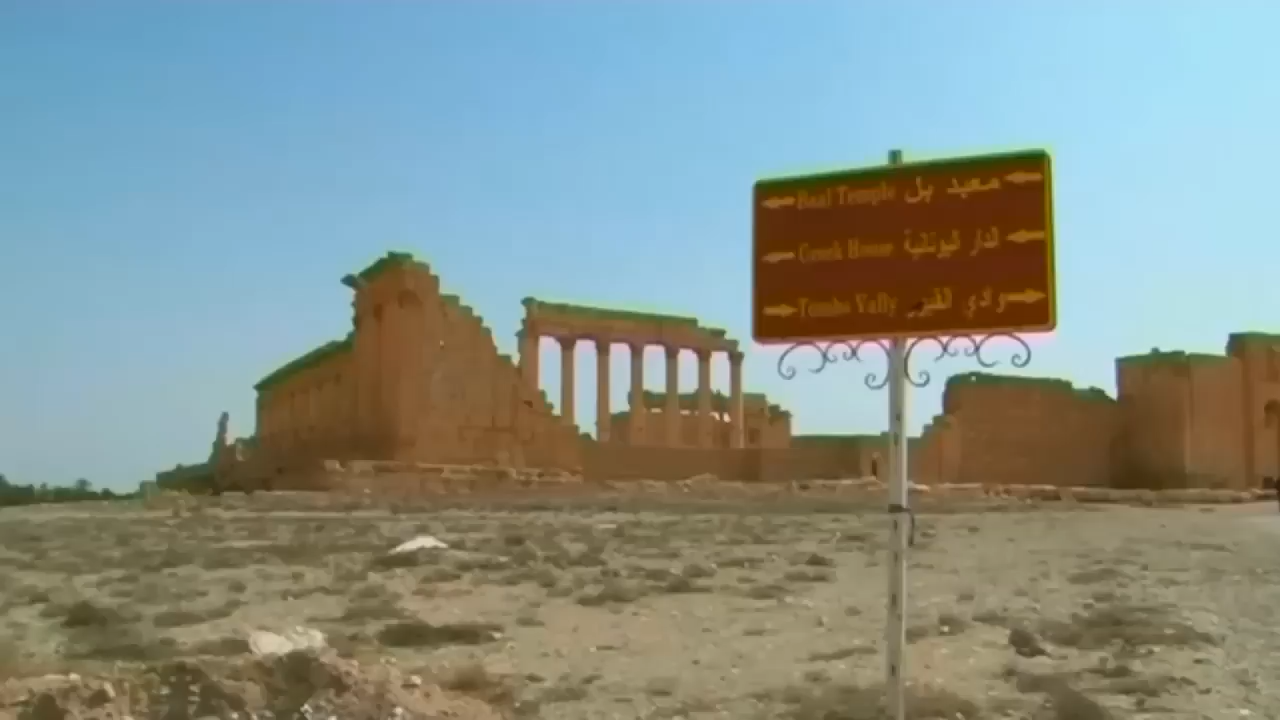 Baal Temple معبد بل
Greek House الدار اليونانية
Tombs Vally وادي القبور